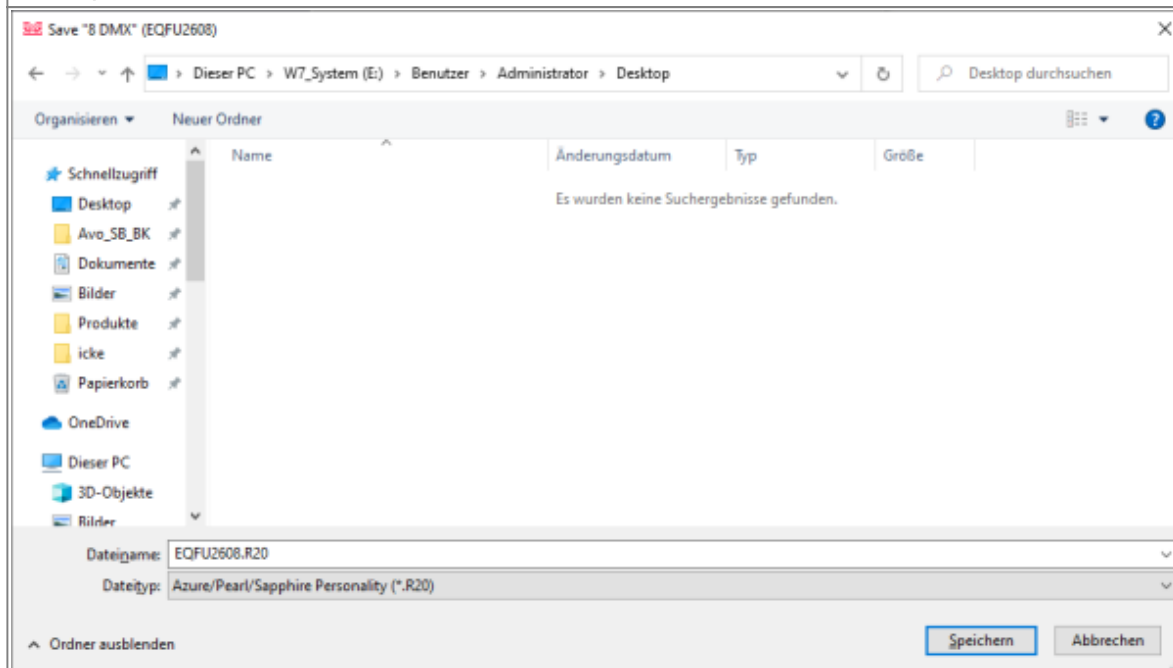 Save "8 DMX" (EQFU2608)
Dieser PC > W7_System (E:) > Benutzer > Administrator > Desktop
Desktop durchsuchen
Organisieren
Neuer Ordner
Name
Änderungsdatum
Typ
Größe
Es wurden keine Suchergebnisse gefunden.
Schnellzugriff
Desktop
Avo_SB_BK
Dokumente
Bilder
Produkte
icke
Papierkorb
OneDrive
Dieser PC
3D-Objekte
Bilder
Dateiname: EQFU2608.R20
Dateityp: Azure/Pearl/Sapphire Personality (*.R20)
Ordner ausblenden
Speichern
Abbrechen